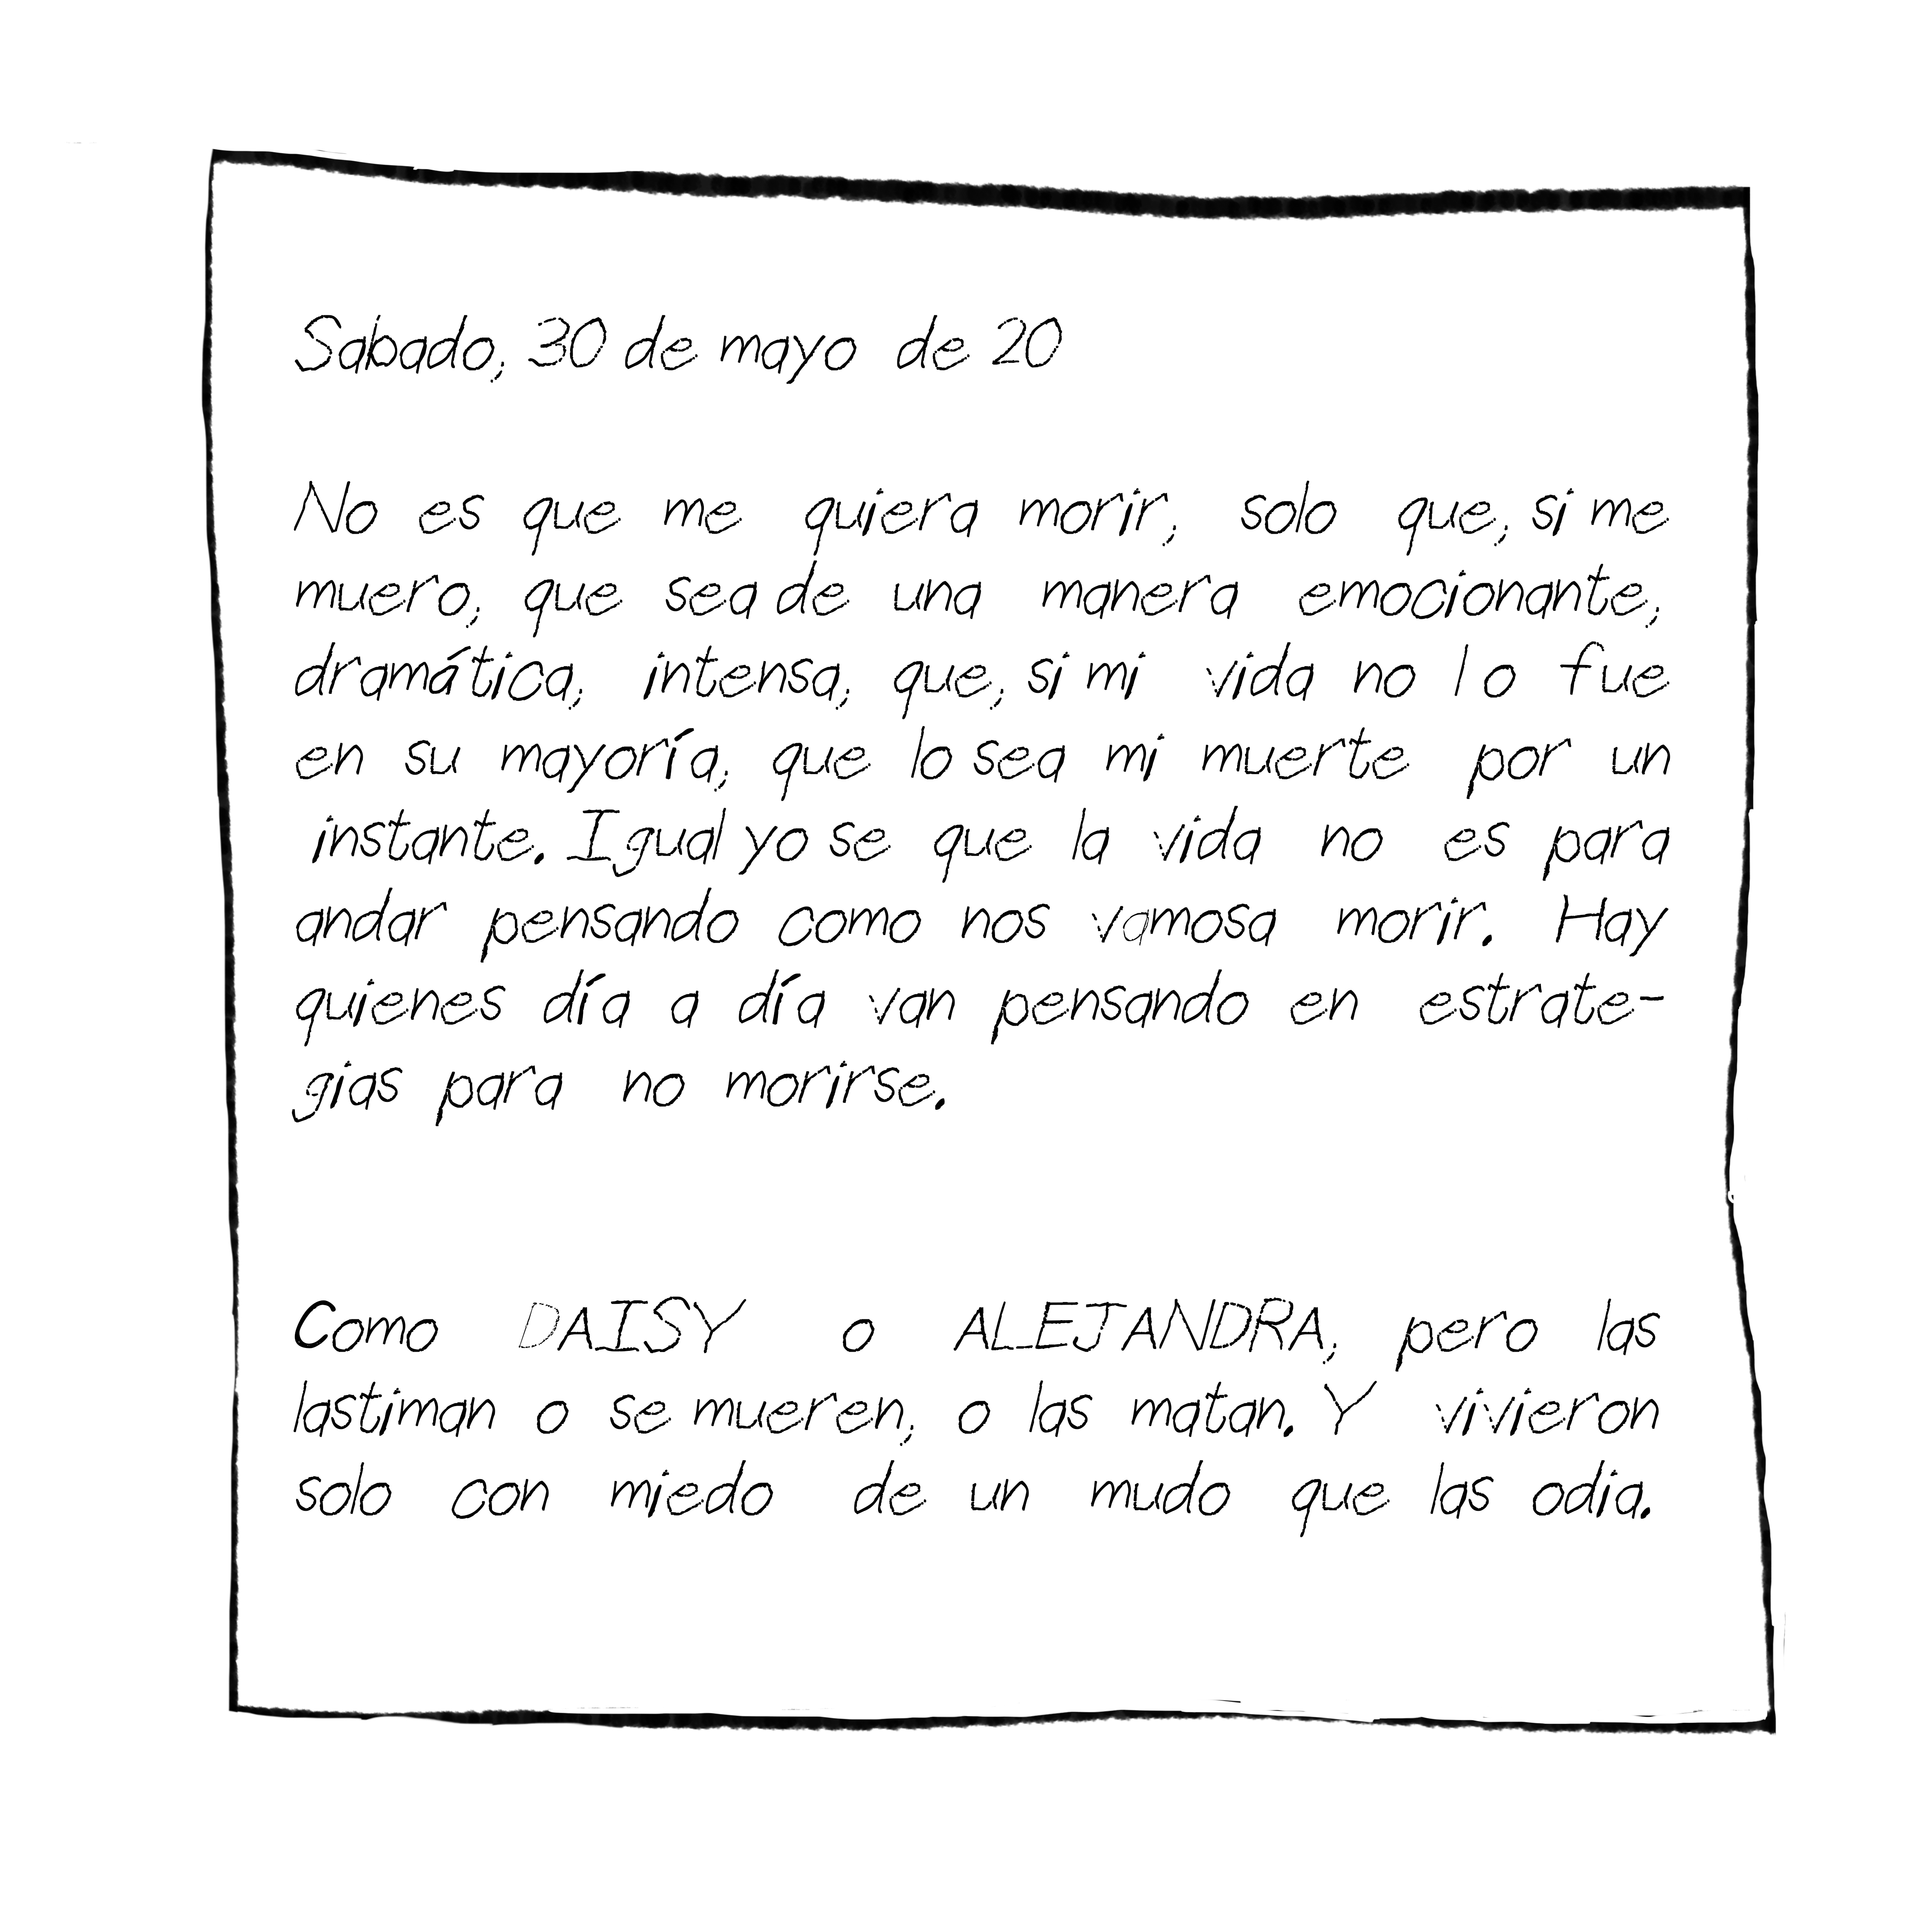 Sabado, 30 de mayo de 20
No es que me quiera morir, solo que, si me
muero, que sea de una manera emocionante,
dramática, intensa, que, si mi vida no lo fue
en su mayoría, que lo sea mi muerte por un
instante. Igual yo se que la vida no es para
andar pensando como nos vamosa morir. Hay
quienes día a día van pensando en estrate-
gias para no morirse.
Como DAISY o ALEJANDRA, pero las
lastiman o se mueren, o las matan. Y vivieron
solo con miedo de un mudo que las odia.